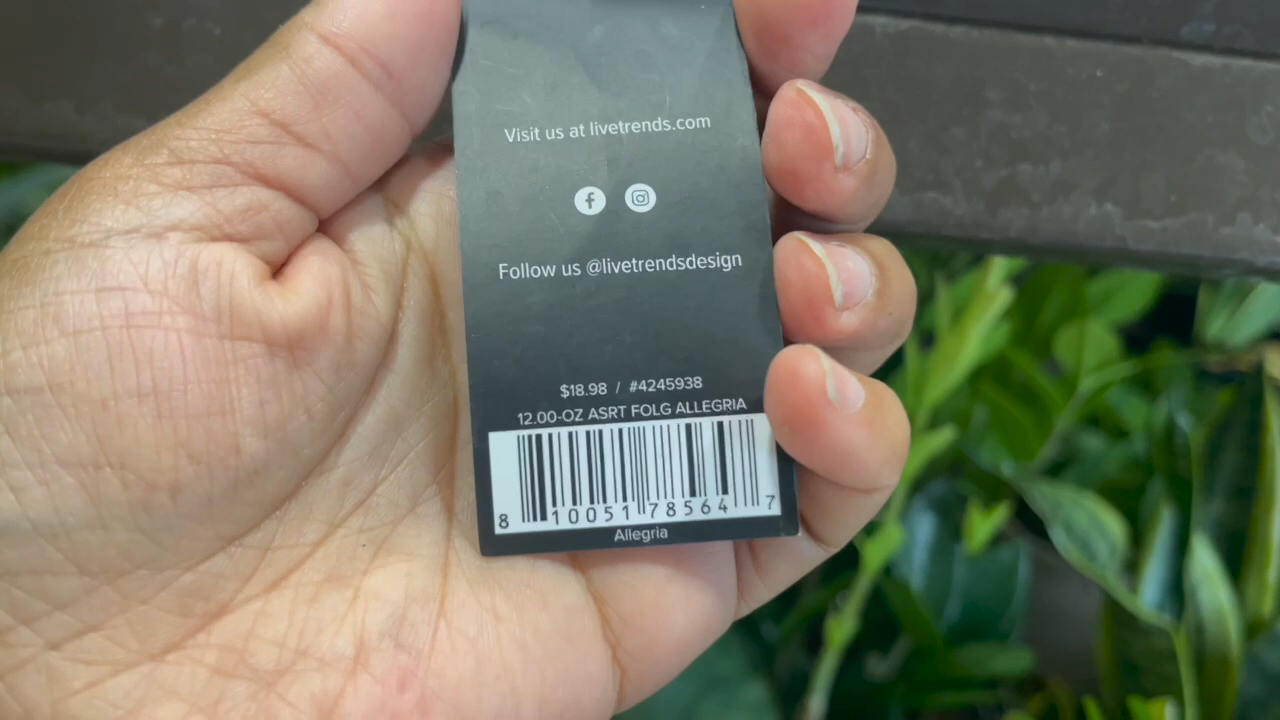 Visit us at livetrends.com
Follow us @livetrendsdesign
$18.98 / #4245938
12.00-OZ ASRT FOLG ALLEGRIA
8 10051 78564 7
Allegria